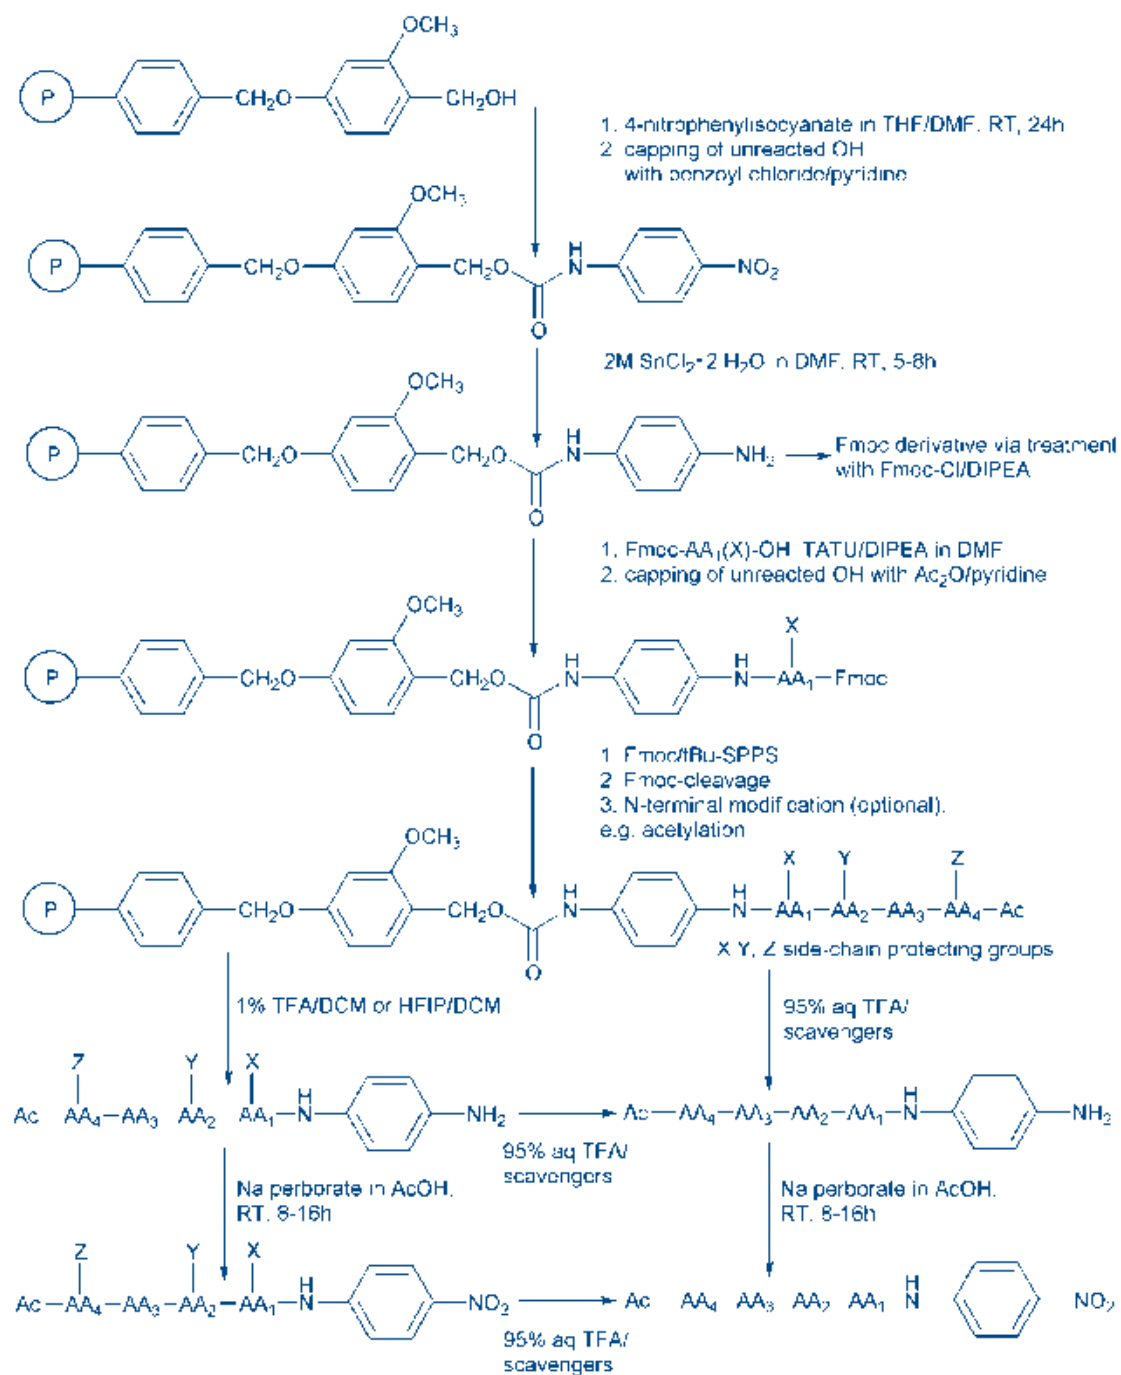 OCH3
P
CH2O
CH2OH
1. 4-nitrophenylisocyanate in THF/DMF. RT, 24h
2 capping of unreacted OH
with benzoyl chloride/pyridine
OCH3
P
CH2O
CH2O
H
N
NO2
O
2M SnCl2·2 H2O in DMF. RT, 5-8h
OCH3
P
CH2O
CH2O
H
N
NH2
O
Fmoc derivative via treatment
with Fmoc-Cl/DIPEA
1. Fmoc-AA1(X)-OH TATU/DIPEA in DMF
2. capping of unreacted OH with Ac2O/pyridine
OCH3
P
CH2O
CH2O
H
N
O
H
N
X
AA1-Fmoc
1 Fmoc/tBu-SPPS
2 Fmoc-cleavage
3. N-terminal modification (optional).
e.g. acetylation
OCH3
P
CH2O
CH2O
H
N
O
H
N
X Y Z
AA1-AA2-AA3-AA4-Ac
X Y, Z side-chain protecting groups
1% TFA/DCM or HFIP/DCM
95% aq TFA/
scavengers
Z Y X
Ac AA4-AA3 AA2 AA1-N
H
NH2
95% aq TFA/
scavengers
Ac-AA4-AA3-AA2-AA1-N
H
NH2
Na perborate in AcOH.
RT. 8-16h
Na perborate in AcOH.
RT. 8-16h
Z Y X
Ac-AA4-AA3-AA2-AA1-N
H
NO2
95% aq TFA/
scavengers
Ac AA4 AA3 AA2 AA1 N
H
NO2